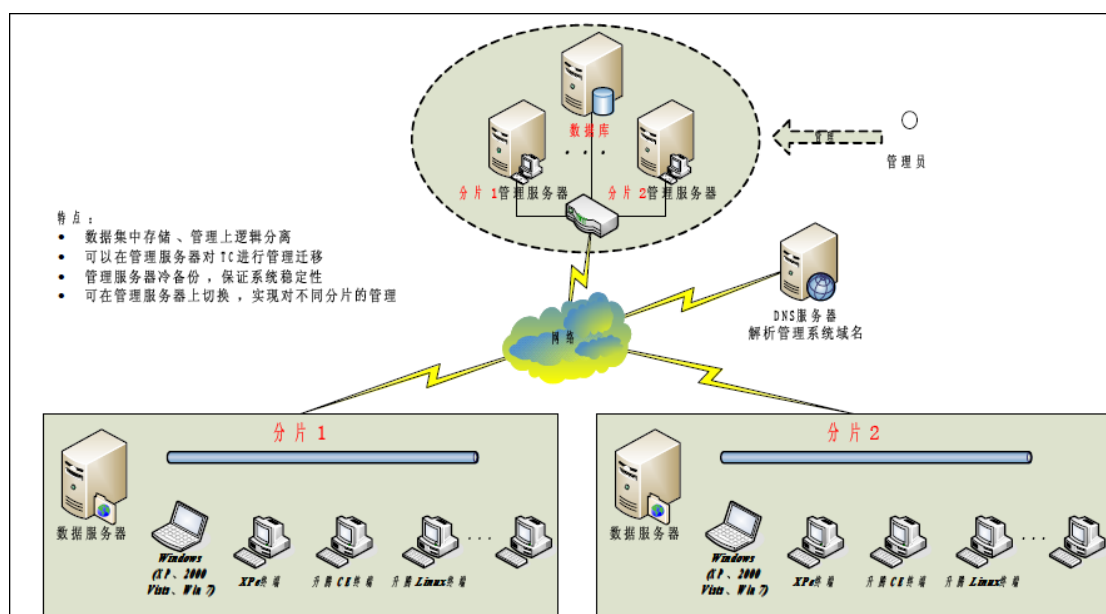 数据库
. . .
分片 1管理服务器
分片 2管理服务器
管理
管理员
特点：
• 数据集中存储、管理上逻辑分离
• 可以在管理服务器对TC进行管理迁移
• 管理服务器冷备份，保证系统稳定性
• 可在管理服务器上切换，实现对不同分片的管理
DNS服务器
解析管理系统域名
网络
分片 1
数据服务器
Windows
(XP、2000
Vista、Win 7)
XPe终端
升腾CE终端
升腾Linux终端
. . .
分片 2
数据服务器
Windows
(XP、2000
Vista、Win 7)
XPe终端
升腾CE终端
升腾Linux终端
. . .